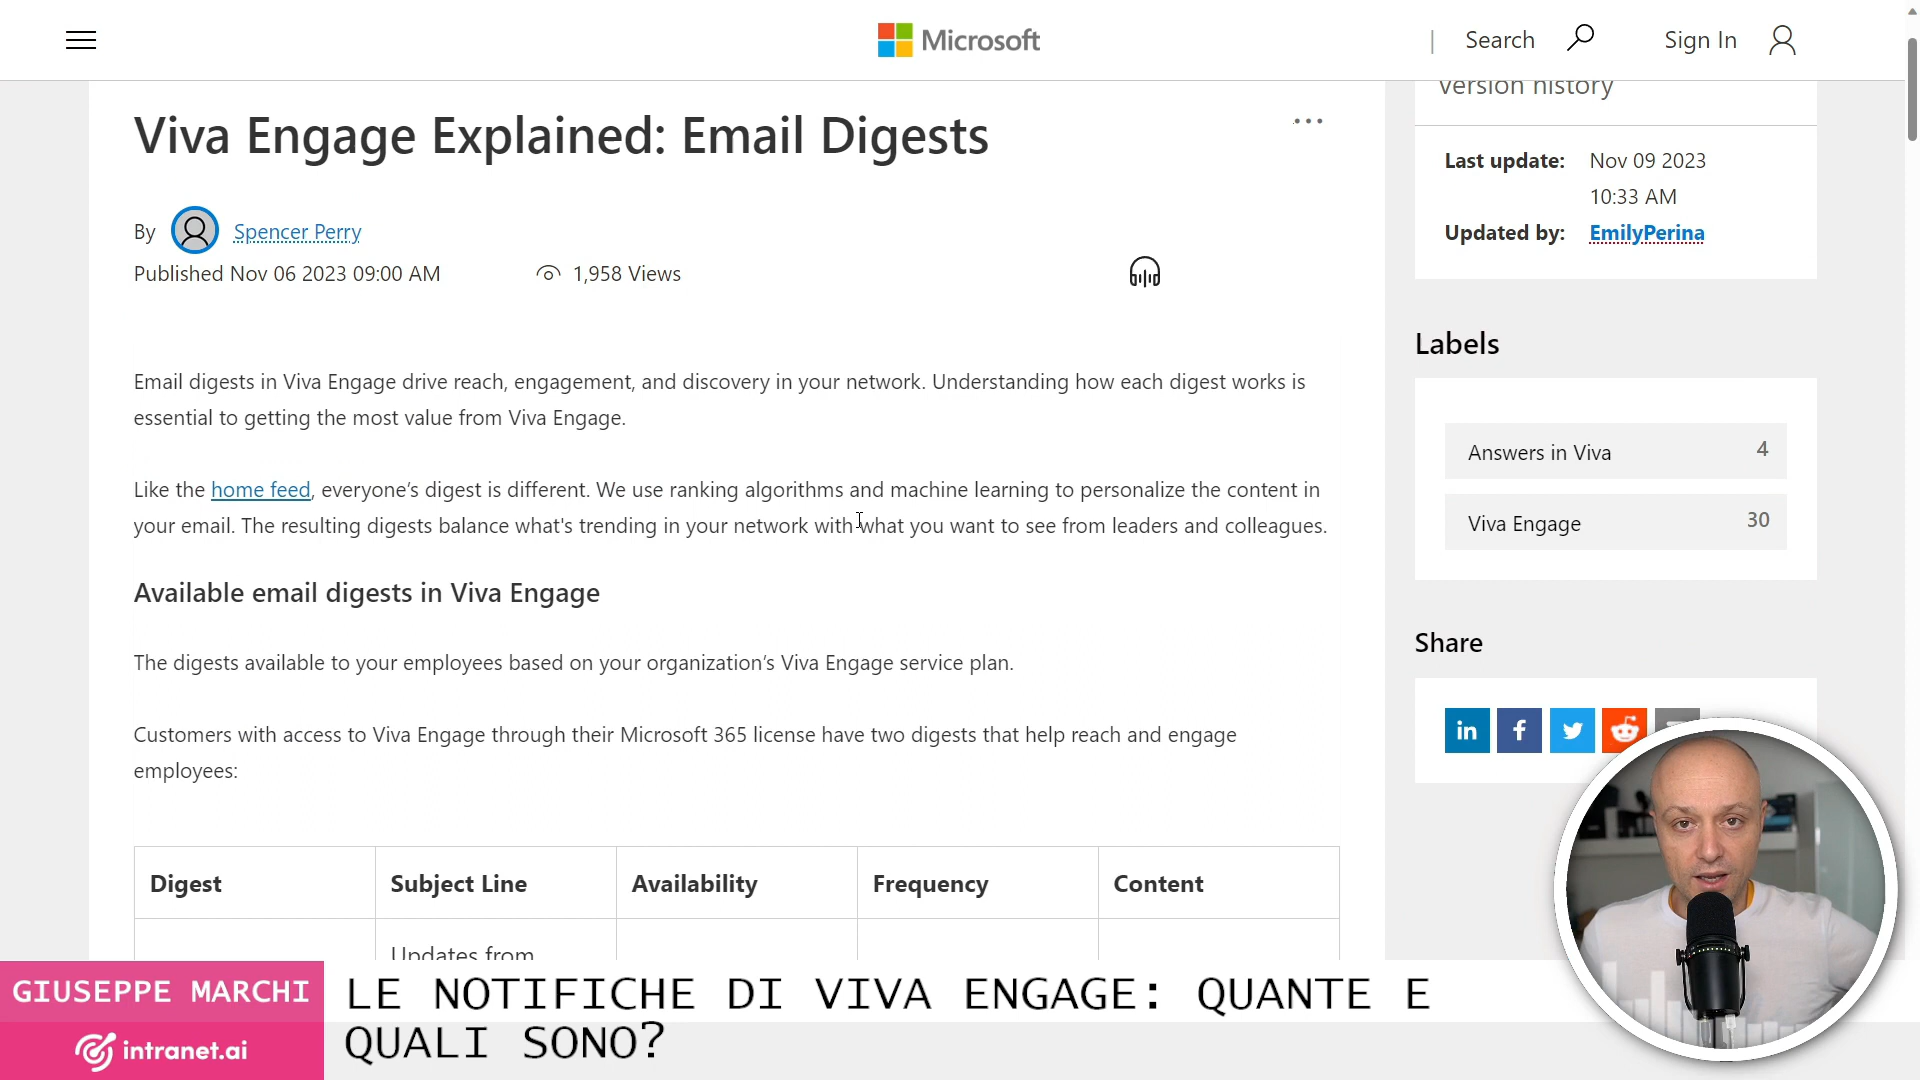 Microsoft
Search
Sign In
Viva Engage Explained: Email Digests
By Spencer Perry
Published Nov 06 2023 09:00 AM
1,958 Views
Email digests in Viva Engage drive reach, engagement, and discovery in your network. Understanding how each digest works is
essential to getting the most value from Viva Engage.
Like the home feed, everyone’s digest is different. We use ranking algorithms and machine learning to personalize the content in
your email. The resulting digests balance what's trending in your network with what you want to see from leaders and colleagues.
Available email digests in Viva Engage
The digests available to your employees based on your organization’s Viva Engage service plan.
Customers with access to Viva Engage through their Microsoft 365 license have two digests that help reach and engage
employees:
Digest
Subject Line
Availability
Frequency
Content
Updates from
Version history
Last update:
Nov 09 2023
10:33 AM
Updated by:
EmilyPerina
Labels
Answers in Viva
4
Viva Engage
30
Share
in
f
GIUSEPPE MARCHI
intranet.ai
LE NOTIFICHE DI VIVA ENGAGE: QUANTE E
QUALI SONO?